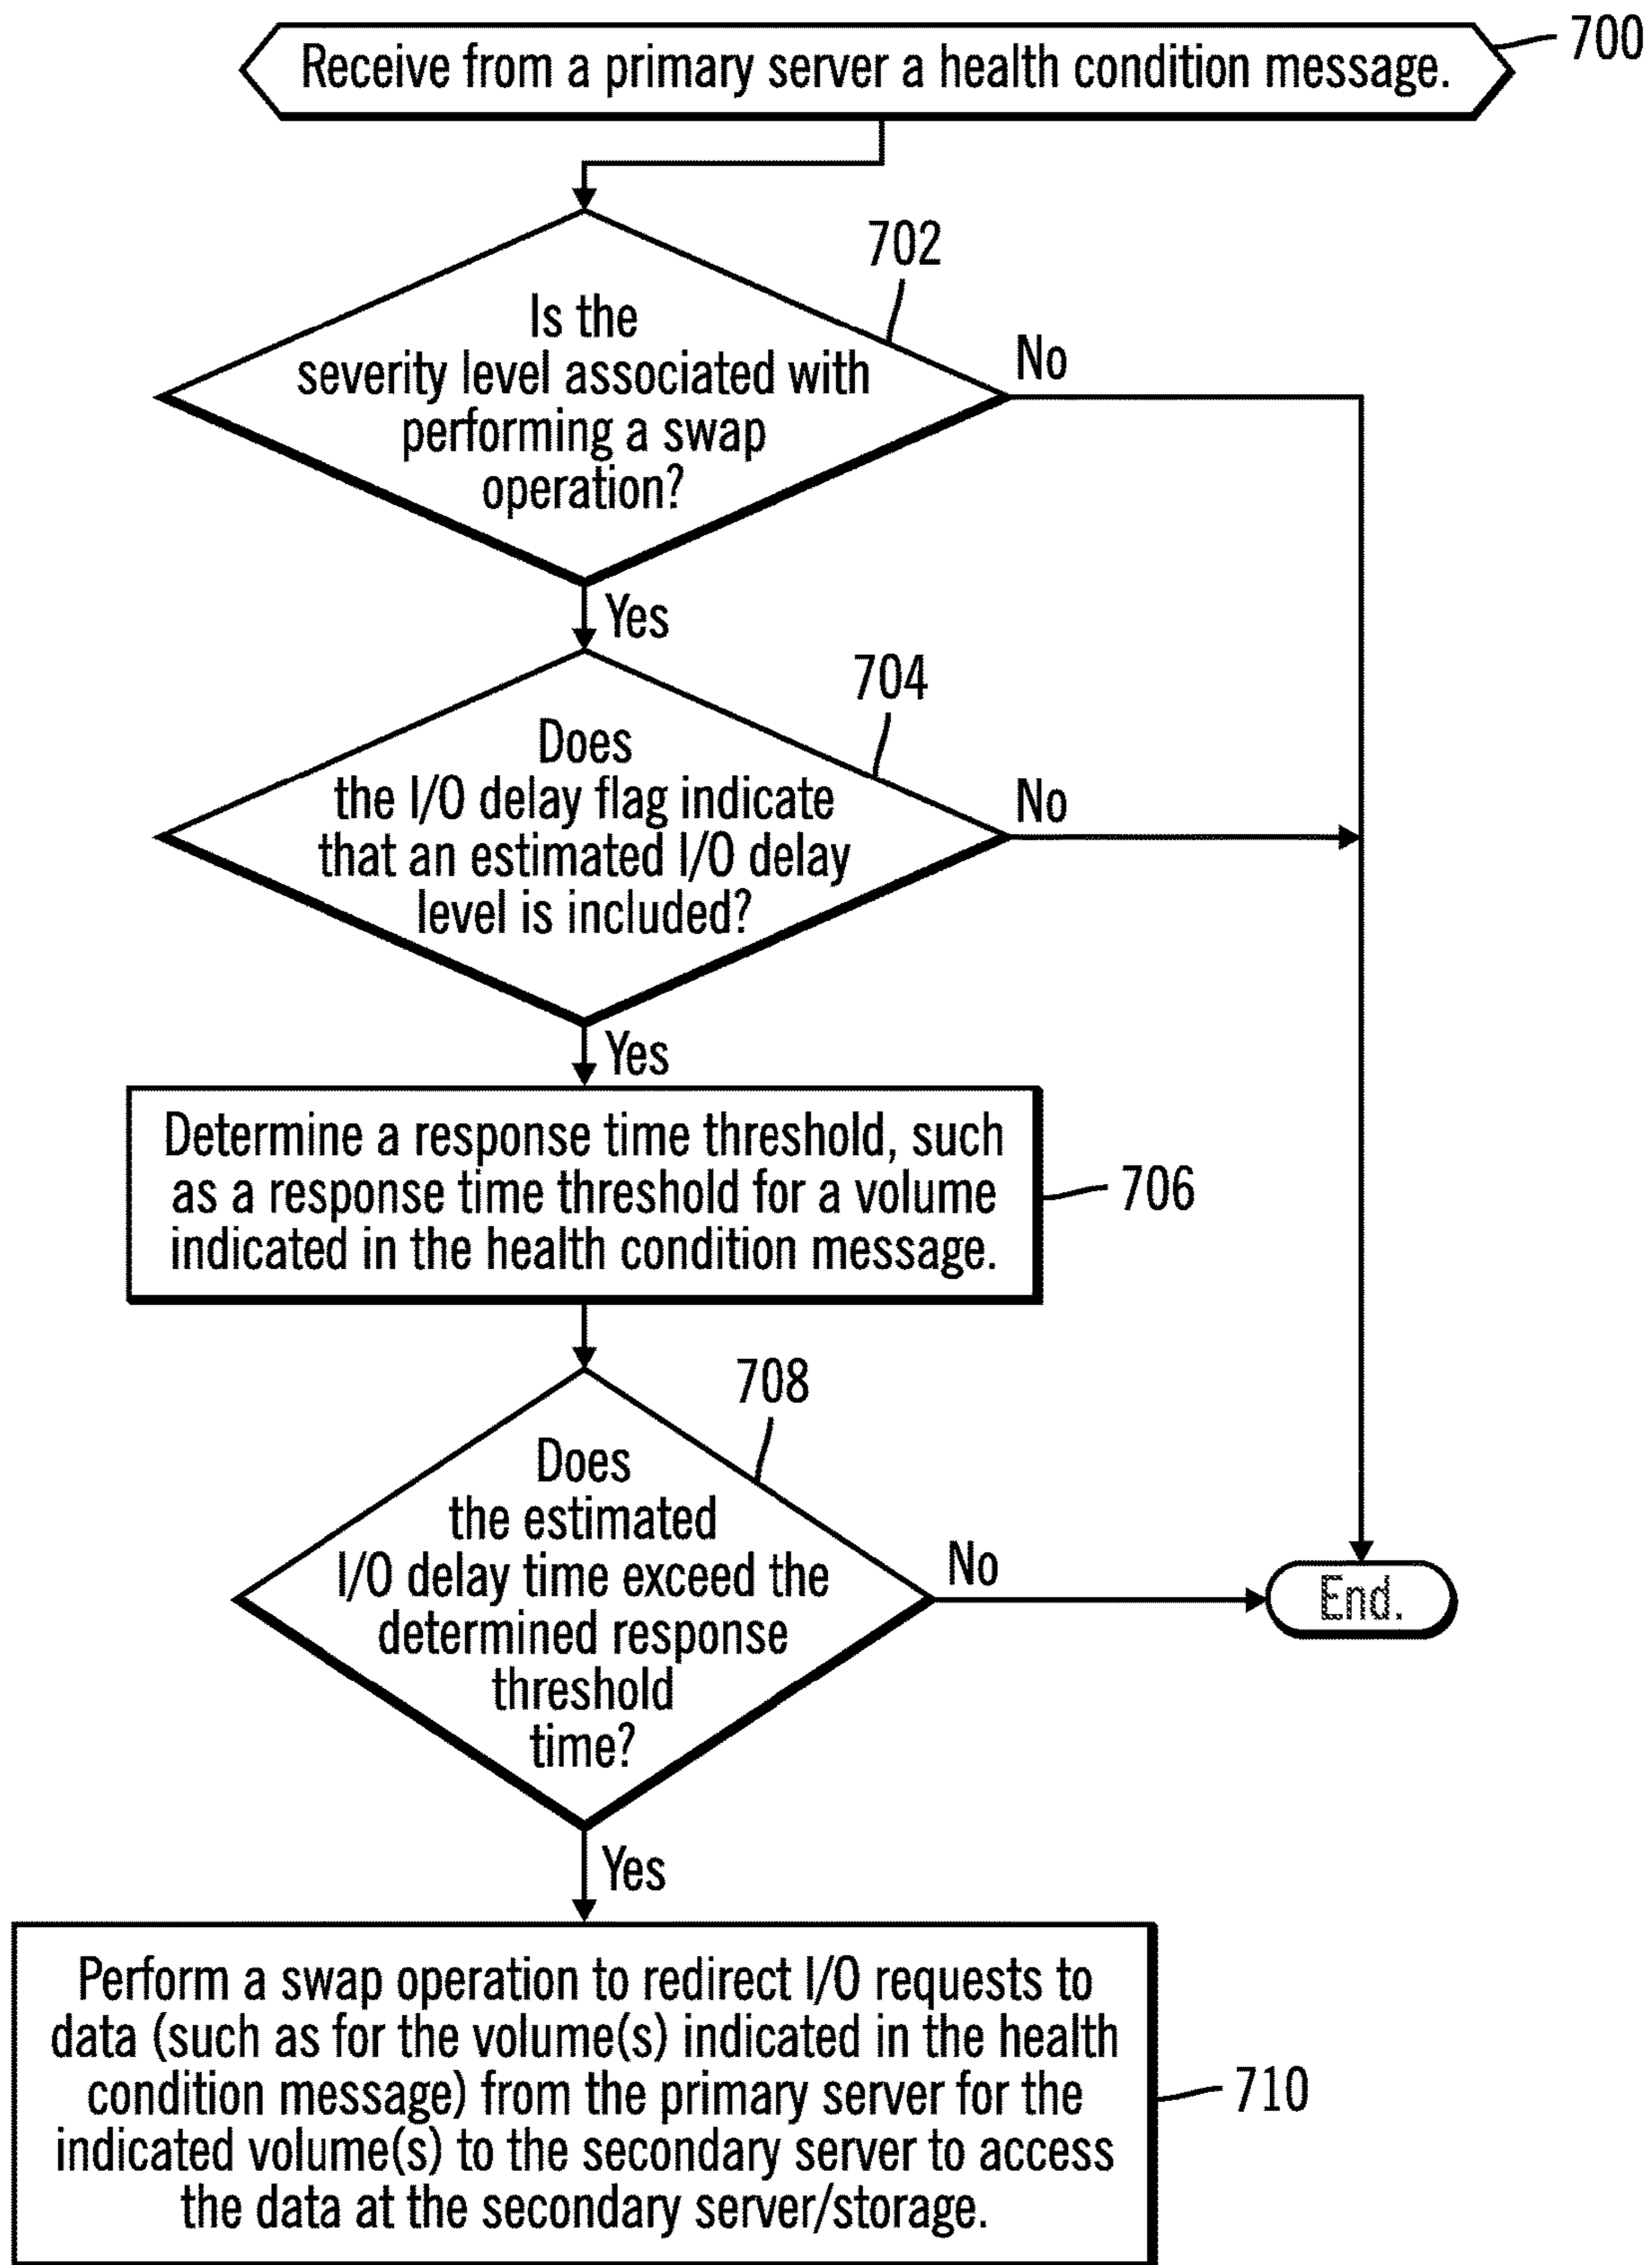 Receive from a primary server a health condition message.
700
702
Is the
severity level associated with
performing a swap
operation?
No
Yes
704
Does
the I/O delay flag indicate
that an estimated I/O delay
level is included?
No
Yes
Determine a response time threshold, such
as a response time threshold for a volume
indicated in the health condition message.
706
708
Does
the estimated
I/O delay time exceed the
determined response
threshold
time?
No
End.
Yes
Perform a swap operation to redirect I/O requests to
data (such as for the volume(s) indicated in the health
condition message) from the primary server for the
indicated volume(s) to the secondary server to access
the data at the secondary server/storage.
710